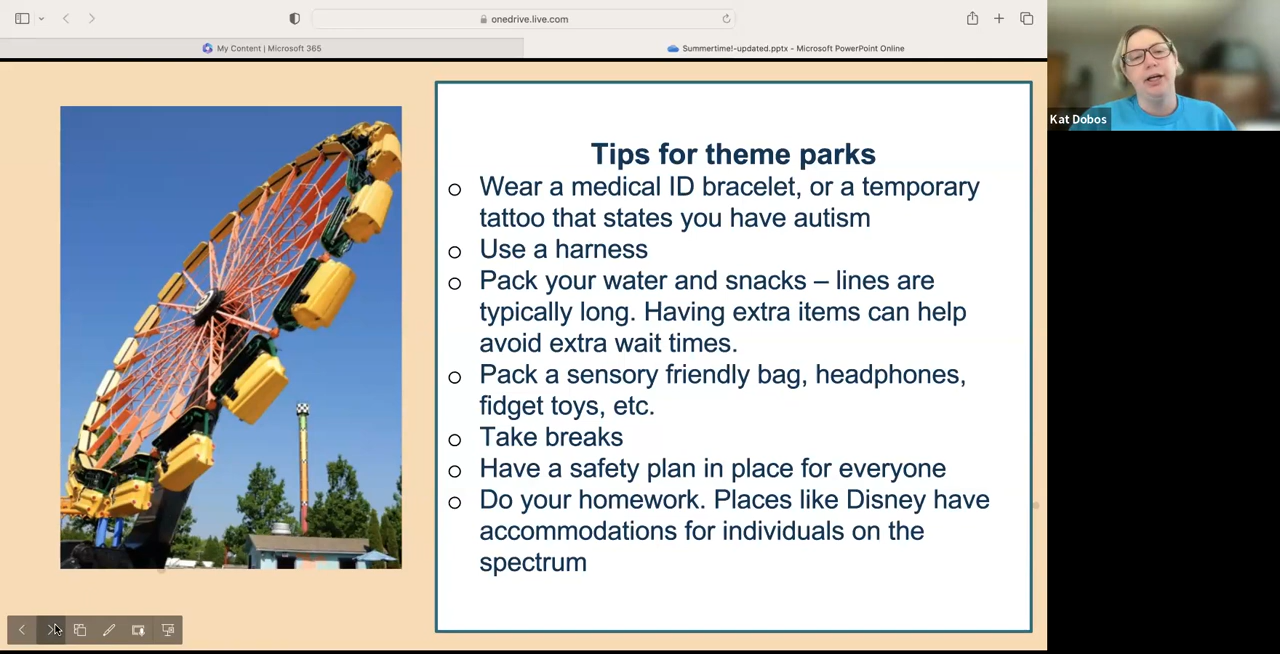 onedrive.live.com
My Content | Microsoft 365
Summertime!-updated.pptx - Microsoft PowerPoint Online
Kat Dobos
Tips for theme parks
Wear a medical ID bracelet, or a temporary
tattoo that states you have autism
Use a harness
Pack your water and snacks – lines are
typically long. Having extra items can help
avoid extra wait times.
Pack a sensory friendly bag, headphones,
fidget toys, etc.
Take breaks
Have a safety plan in place for everyone
Do your homework. Places like Disney have
accommodations for individuals on the
spectrum